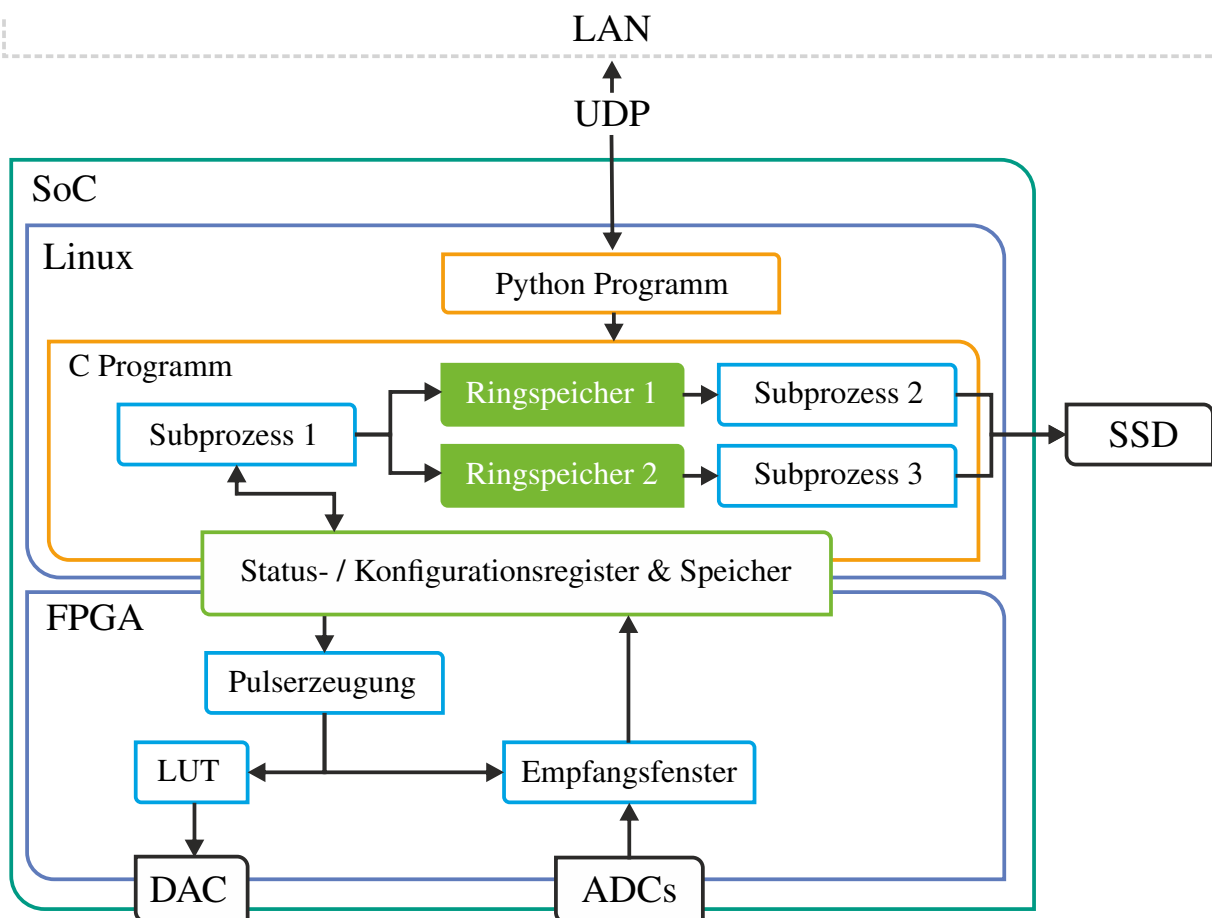 LAN
UDP
SoC
Linux
Python Programm
C Programm
Ringspeicher 1
Subprozess 2
Subprozess 1
SSD
Ringspeicher 2
Subprozess 3
Status- / Konfigurationsregister & Speicher
FPGA
Pulserzeugung
LUT
Empfangsfenster
DAC
ADCs